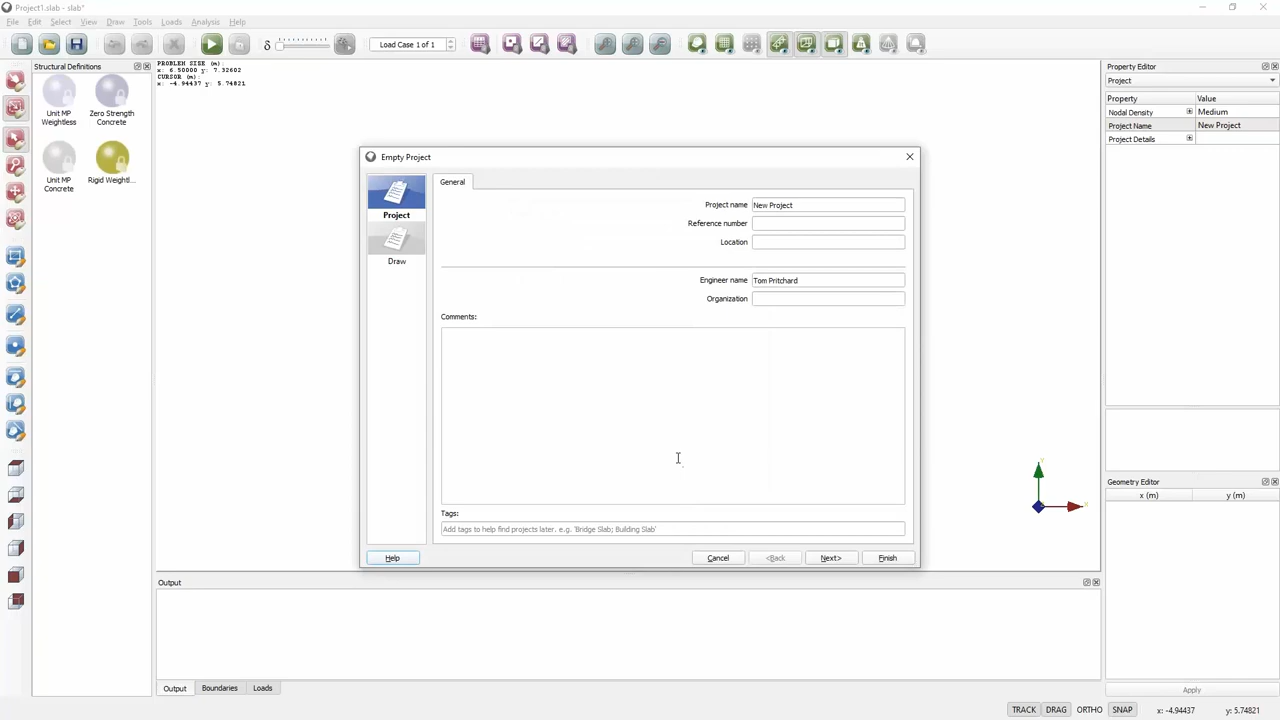 Project1.slab - slab*
File Edit Select View Draw Tools Loads Analysis Help
δ
Load Case 1 of 1
Structural Definitions
Unit MP Weightless
Zero Strength Concrete
Unit MP Concrete
Rigid Weightl...
PROBLEM SIZE (m):
x: 6.50000 y: 7.32602
CURSOR (m):
x: -4.94437 y: 5.74821
Empty Project
Project
Draw
General
Project name New Project
Reference number
Location
Engineer name Tom Pritchard
Organization
Comments:
Tags:
Add tags to help find projects later. e.g. 'Bridge Slab; Building Slab'
Help Cancel <Back Next> Finish
Y
X
Output
Output Boundaries Loads
Property Editor
Project
Property Value
Nodal Density Medium
Project Name New Project
Project Details
Geometry Editor
x (m) y (m)
Apply
TRACK DRAG ORTHO SNAP x: -4.94437 y: 5.74821